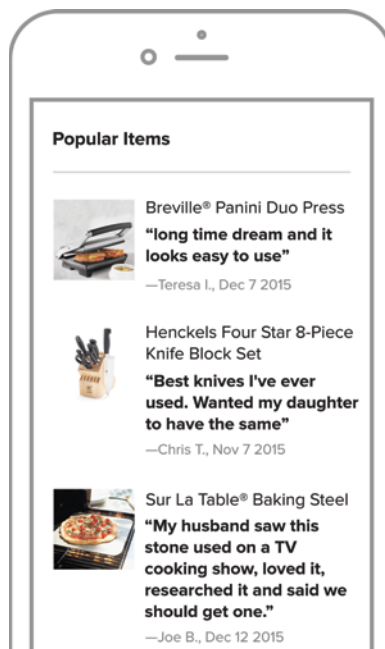 Popular Items
Breville® Panini Duo Press
“long time dream and it
looks easy to use”
—Teresa I., Dec 7 2015
Henckels Four Star 8-Piece
Knife Block Set
“Best knives I've ever
used. Wanted my daughter
to have the same”
—Chris T., Nov 7 2015
Sur La Table® Baking Steel
“My husband saw this
stone used on a TV
cooking show, loved it,
researched it and said we
should get one.”
—Joe B., Dec 12 2015